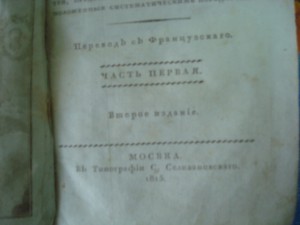 Переводъ съ Французскаго.
ЧАСТЬ ПЕРВАЯ.
Второе изданіе.
МОСКВА.
Въ Типографіи С. Селивановскаго.